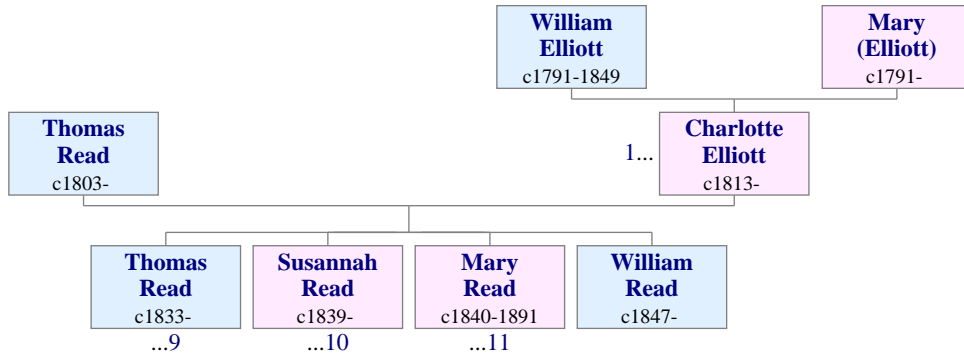 William
Elliott
c1791-1849
Mary
(Elliott)
c1791-
Thomas
Read
c1803-
1...
Charlotte
Elliott
c1813-
Thomas
Read
c1833-
...9
Susannah
Read
c1839-
...10
Mary
Read
c1840-1891
...11
William
Read
c1847-